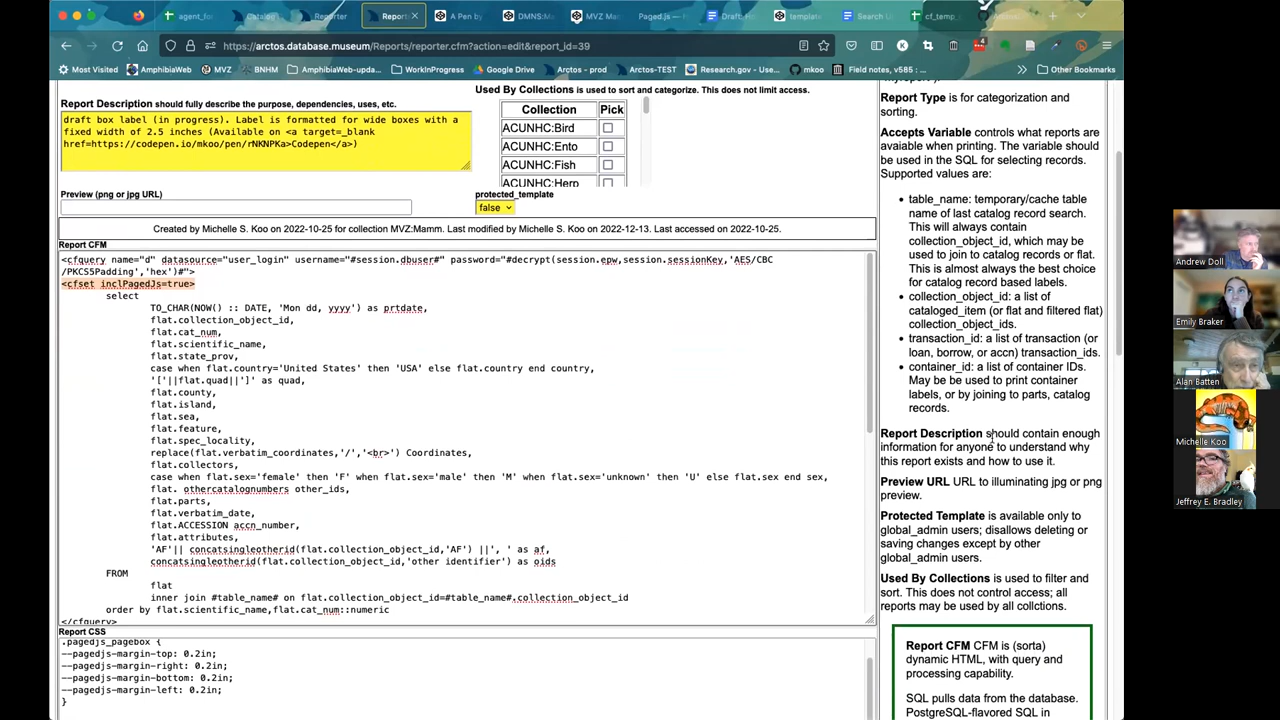 agent_fo
Catalog
Reporter
Report
A Pen by
DMNS:M
MVZ Ma
Paged.js —
Draft: H
template
Search U
cf_temp_
https://arctos.database.museum/Reports/reporter.cfm?action=edit&report_id=39
Most Visited
AmphibiaWeb
MVZ
BNHM
AmphibiaWeb-upda...
WorkInProgress
Google Drive
Arctos - prod
Arctos-TEST
Research.gov - Use...
mkoo
Field notes, v585 : ...
Other Bookmarks
Report Description should fully describe the purpose, dependencies, uses, etc.
draft box label (in progress). Label is formatted for wide boxes with a
fixed width of 2.5 inches (Available on <a target=_blank
href=https://codepen.io/mkoo/pen/rNKNPKa>Codepen</a>)
Used By Collections is used to sort and categorize. This does not limit access.
Collection Pick
ACUNHC:Bird
ACUNHC:Ento
ACUNHC:Fish
ACUNHC:Herp
Preview (png or jpg URL)
protected_template
false
Created by Michelle S. Koo on 2022-10-25 for collection MVZ:Mamm. Last modified by Michelle S. Koo on 2022-12-13. Last accessed on 2022-10-25.
Report CFM
<cfquery name="d" datasource="user_login" username="#session.dbuser#" password="#decrypt(session.epw,session.sessionKey,'AES/CBC
/PKCS5Padding','hex')#">
<cfset inclPagedJs=true>
select
TO_CHAR(NOW() :: DATE, 'Mon dd, yyyy') as prtdate,
flat.collection_object_id,
flat.cat_num,
flat.scientific_name,
flat.state_prov,
case when flat.country='United States' then 'USA' else flat.country end country,
'['||flat.quad||']' as quad,
flat.county,
flat.island,
flat.sea,
flat.feature,
flat.spec_locality,
replace(flat.verbatim_coordinates,'/','<br>') Coordinates,
flat.collectors,
case when flat.sex='female' then 'F' when flat.sex='male' then 'M' when flat.sex='unknown' then 'U' else flat.sex end sex,
flat. othercatalognumbers other_ids,
flat.parts,
flat.verbatim_date,
flat.ACCESSION accn_number,
flat.attributes,
'AF'|| concatsingleotherid(flat.collection_object_id,'AF') ||', ' as af,
concatsingleotherid(flat.collection_object_id,'other identifier') as oids
FROM
flat
inner join #table_name# on flat.collection_object_id=#table_name#.collection_object_id
order by flat.scientific_name,flat.cat_num::numeric
</cfquery>
Report CSS
.pagedjs_pagebox {
--pagedjs-margin-top: 0.2in;
--pagedjs-margin-right: 0.2in;
--pagedjs-margin-bottom: 0.2in;
--pagedjs-margin-left: 0.2in;
}
Report Type is for categorization and
sorting.
Accepts Variable controls what reports are
avaiable when printing. The variable should
be used in the SQL for selecting records.
Supported values are:
• table_name: temporary/cache table
name of last catalog record search.
This will always contain
collection_object_id, which may be
used to join to catalog records or flat.
This is almost always the best choice
for catalog record based labels.
• collection_object_id: a list of
cataloged_item (or flat and filtered flat)
collection_object_ids.
• transaction_id: a list of transaction (or
loan, borrow, or accn) transaction_ids.
• container_id: a list of container IDs.
May be be used to print container
labels, or by joining to parts, catalog
records.
Report Description should contain enough
information for anyone to understand why
this report exists and how to use it.
Preview URL URL to illuminating jpg or png
preview.
Protected Template is available only to
global_admin users; disallows deleting or
saving changes except by other
global_admin users.
Used By Collections is used to filter and
sort. This does not control access; all
reports may be used by all collctions.
Report CFM CFM is (sorta)
dynamic HTML, with query and
processing capability.
SQL pulls data from the database.
PostgreSQL-flavored SQL in
Andrew Doll
Emily Braker
Alan Batten
Michelle Koo
Jeffrey E. Bradley